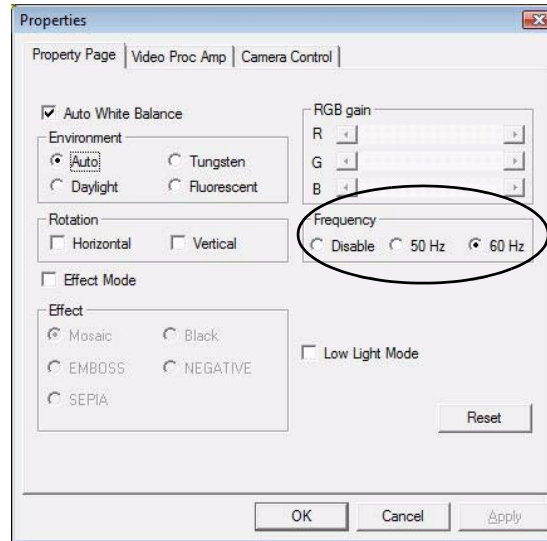 Properties
Property Page Video Proc Amp Camera Control
Auto White Balance
Environment
Auto Tungsten
Daylight Fluorescent
RGB gain
R
G
B
Rotation
Horizontal Vertical
Frequency
Disable 50 Hz 60 Hz
Effect Mode
Effect
Mosaic Black
EMBOSS NEGATIVE
SEPIA
Low Light Mode
Reset
OK Cancel Apply